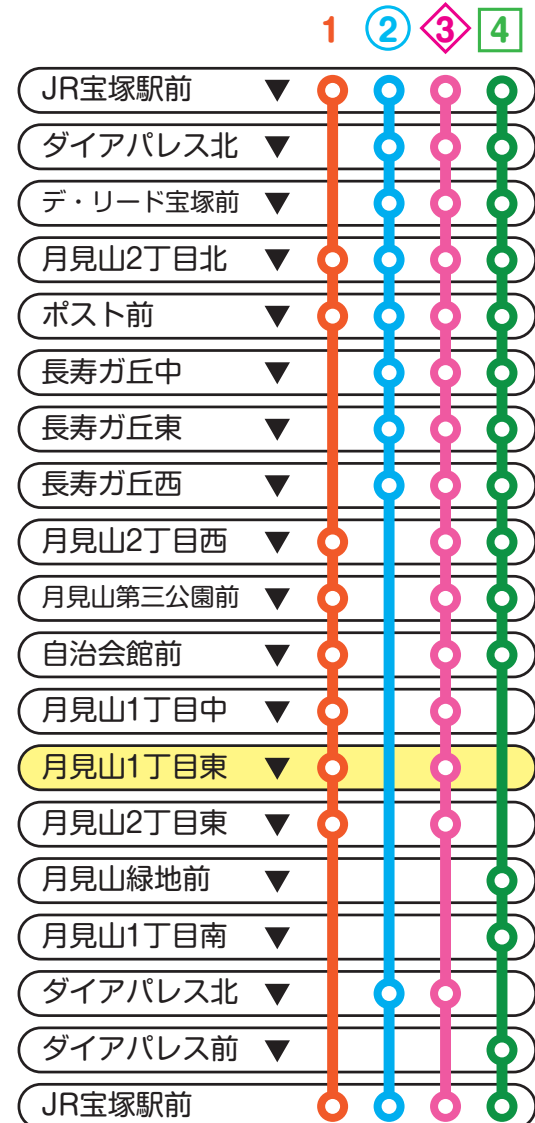 1 2 3 4
JR宝塚駅前 ▼
ダイアパレス北 ▼
デ・リード宝塚前 ▼
月見山2丁目北 ▼
ポスト前 ▼
長寿ガ丘中 ▼
長寿ガ丘東 ▼
長寿ガ丘西 ▼
月見山2丁目西 ▼
月見山第三公園前 ▼
自治会館前 ▼
月見山1丁目中 ▼
月見山1丁目東 ▼
月見山2丁目東 ▼
月見山緑地前 ▼
月見山1丁目南 ▼
ダイアパレス北 ▼
ダイアパレス前 ▼
JR宝塚駅前